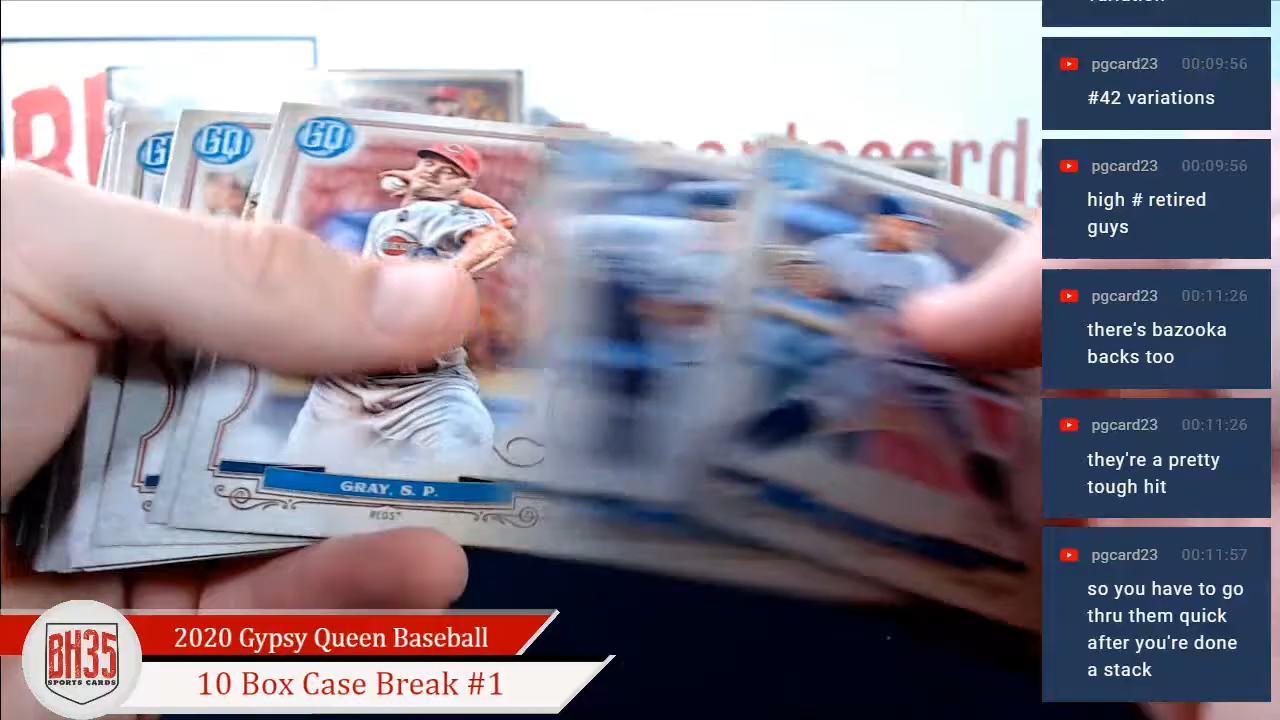 GQ
GQ
GQ
GRAY, S. P.
REDS
BH35
SPORTS CARDS
2020 Gypsy Queen Baseball
10 Box Case Break #1
pgcard23 00:09:56
#42 variations
pgcard23 00:09:56
high # retired
guys
pgcard23 00:11:26
there's bazooka
backs too
pgcard23 00:11:26
they're a pretty
tough hit
pgcard23 00:11:57
so you have to go
thru them quick
after you're done
a stack